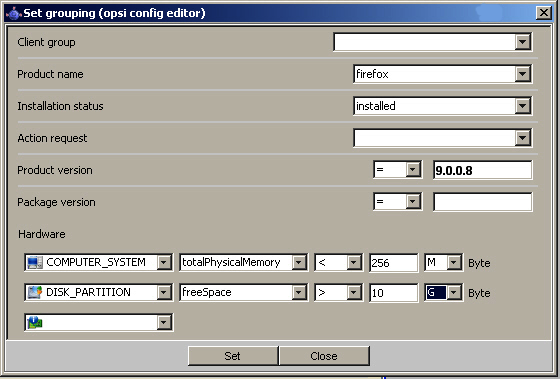 Set grouping (opsi config editor)
Client group
Product name firefox
Installation status installed
Action request
Product version = 9.0.0.8
Package version =
Hardware
COMPUTER_SYSTEM totalPhysicalMemory < 256 M Byte
DISK_PARTITION freeSpace > 10 G Byte
Set Close